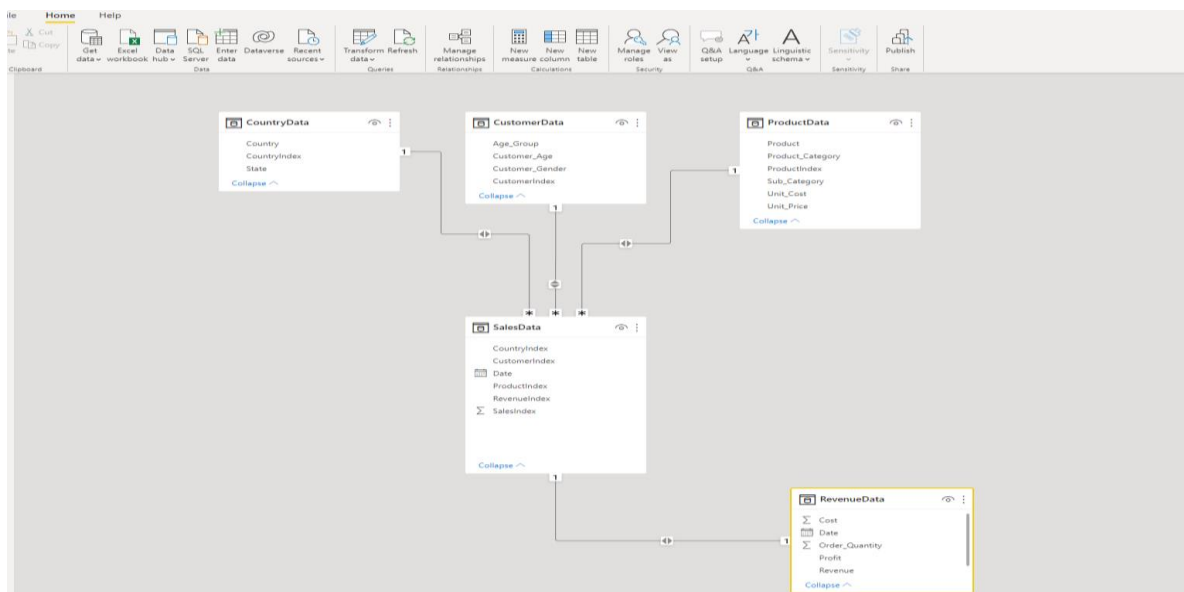 Home Help
Cut
Copy
Get data
Excel workbook
Data hub
SQL Server
Enter data
Dataverse
Recent sources
Transform data
Refresh
Manage relationships
New measure
New column
New table
Manage roles
View as
Q&A setup
Language
Linguistic schema
Sensitivity
Publish
Clipboard
Data
Queries
Relationships
Calculations
Security
Q&A
Sensitivity
Share
CountryData
Country
CountryIndex
State
Collapse
1
CustomerData
Age_Group
Customer_Age
Customer_Gender
CustomerIndex
Collapse
1
ProductData
Product
Product_Category
ProductIndex
Sub_Category
Unit_Cost
Unit_Price
Collapse
1
* * *
SalesData
CountryIndex
CustomerIndex
Date
ProductIndex
RevenueIndex
Σ SalesIndex
Collapse
1
1
RevenueData
Σ Cost
Date
Σ Order_Quantity
Profit
Revenue
Collapse